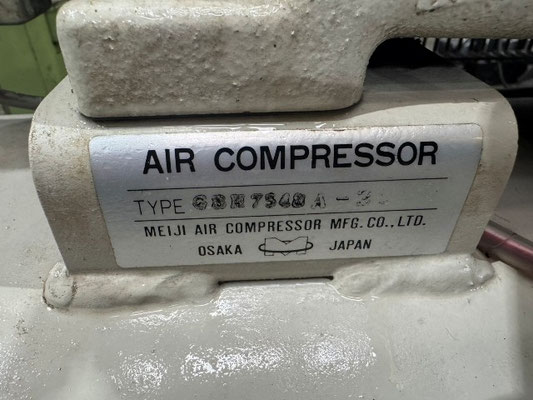 AIR COMPRESSOR
TYPE
MEIJI AIR COMPRESSOR MFG.CO.,LTD.
OSAKA M JAPAN